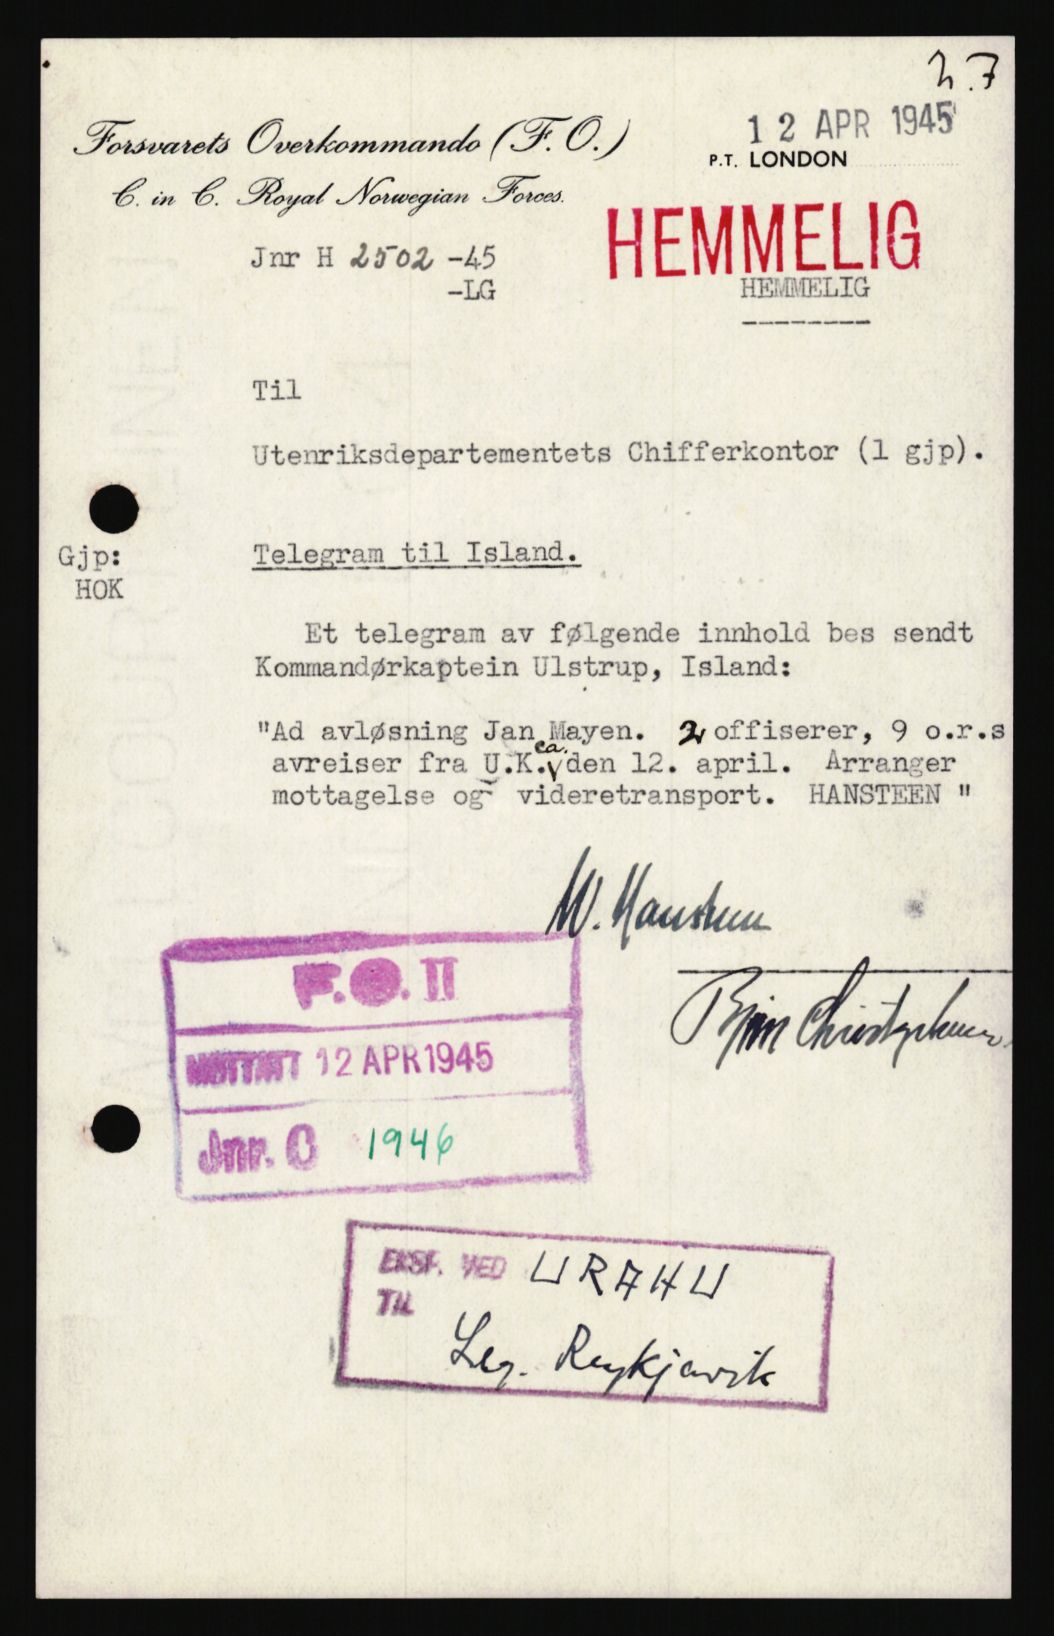 27
Forsvarets Overkommando (F. O.)
12 APR 1945
P.T. LONDON
C. in C. Royal Norwegian Forces.
HEMMELIG
Jnr H 2502 -45
-LG
HEMMELIG
Til
Utenriksdepartementets Chifferkontor (1 gjp).
Gjp:
HOK
Telegram til Island.
Et telegram av følgende innhold bes sendt
Kommandørkaptein Ulstrup, Island:
"Ad avløsning Jan Mayen. 2 offiserer, 9 o.r.s
avreiser fra U.K. ca. den 12. april. Arranger
mottagelse og videretransport. HANSTEEN "
W. Hansteen
Bjørn Christophersen
F.O. II
MOTTATT 12 APR 1945
Jnr. O 1946
EKSP. VED URAHU
TIL
Leg. Reykjavik